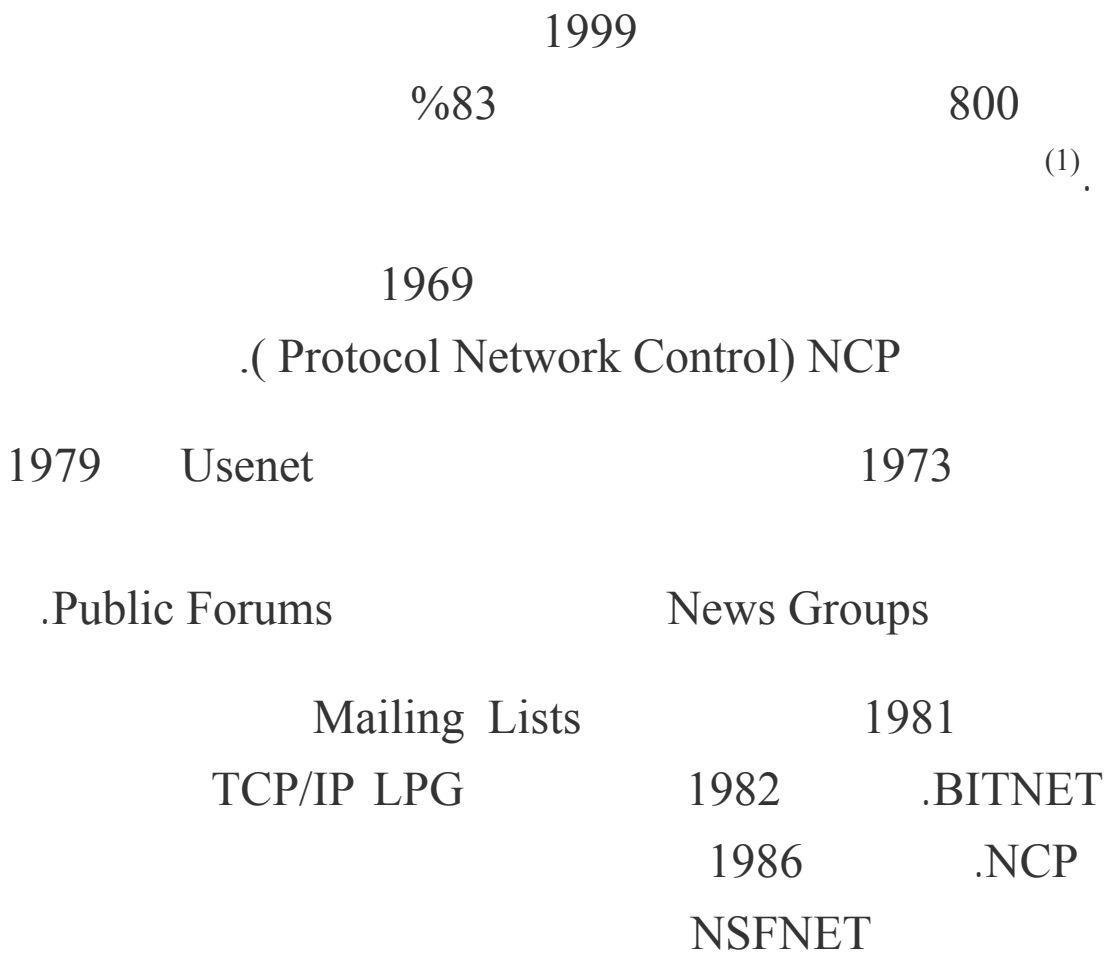 1999
800 %83
.(1)
1969
.( Protocol Network Control) NCP
1973 Usenet 1979
News Groups Public Forums.
1981 Mailing Lists
BITNET. 1982 TCP/IP LPG
NCP. 1986
NSFNET